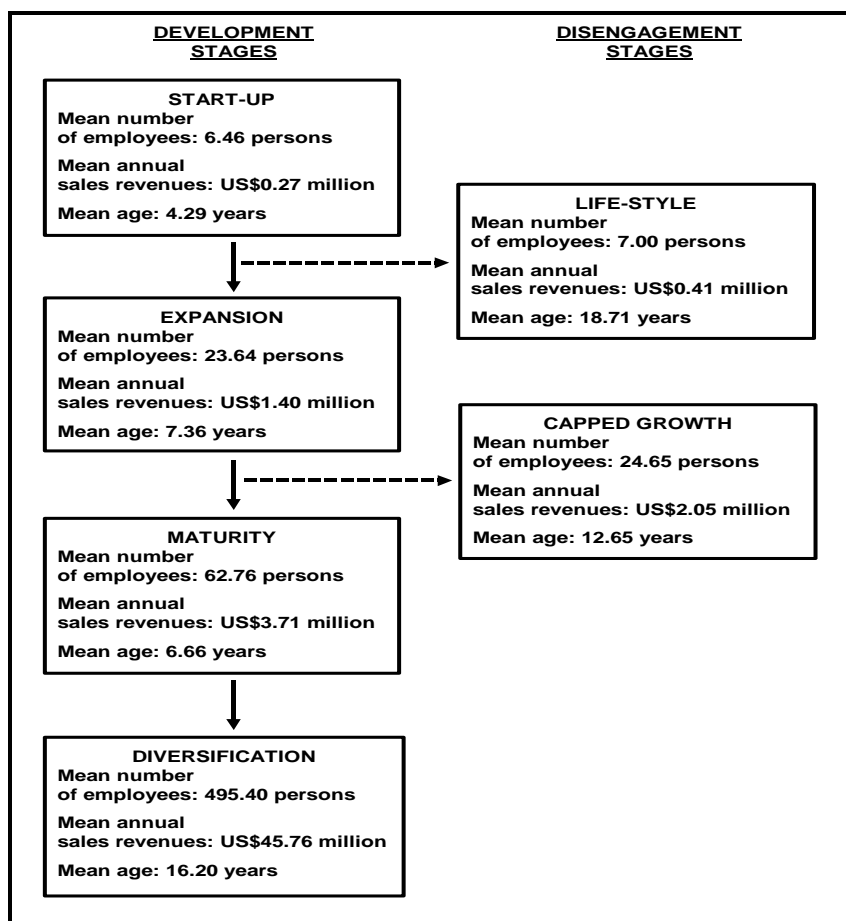 DEVELOPMENT
STAGES
DISENGAGEMENT
STAGES
START-UP
Mean number
of employees: 6.46 persons
Mean annual
sales revenues: US$0.27 million
Mean age: 4.29 years
LIFE-STYLE
Mean number
of employees: 7.00 persons
Mean annual
sales revenues: US$0.41 million
Mean age: 18.71 years
EXPANSION
Mean number
of employees: 23.64 persons
Mean annual
sales revenues: US$1.40 million
Mean age: 7.36 years
CAPPED GROWTH
Mean number
of employees: 24.65 persons
Mean annual
sales revenues: US$2.05 million
Mean age: 12.65 years
MATURITY
Mean number
of employees: 62.76 persons
Mean annual
sales revenues: US$3.71 million
Mean age: 6.66 years
DIVERSIFICATION
Mean number
of employees: 495.40 persons
Mean annual
sales revenues: US$45.76 million
Mean age: 16.20 years